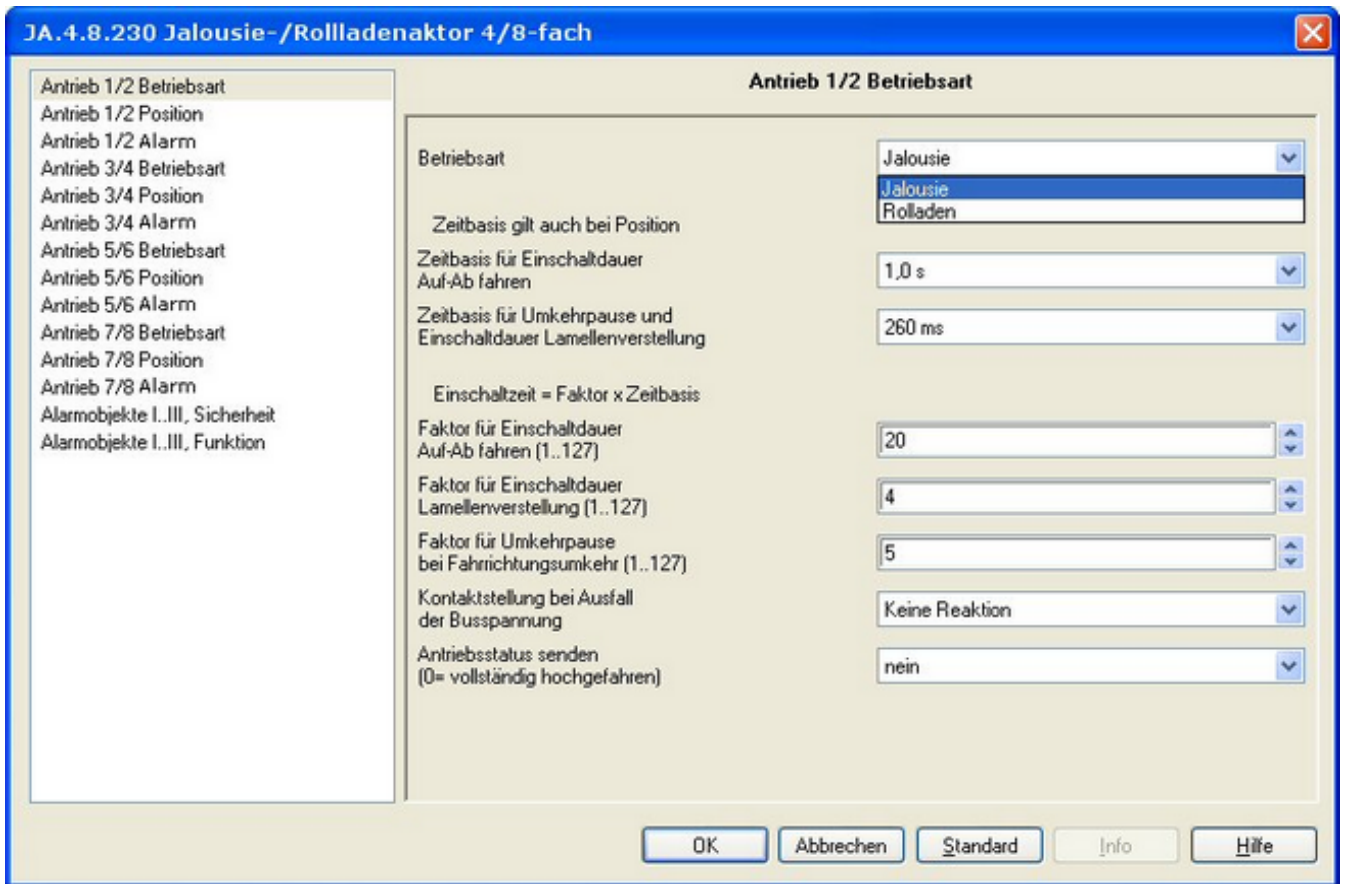 JA.4.8.230 Jalousie-/Rollladenaktor 4/8-fach
Antrieb 1/2 Betriebsart
Antrieb 1/2 Position
Antrieb 1/2 Alarm
Antrieb 3/4 Betriebsart
Antrieb 3/4 Position
Antrieb 3/4 Alarm
Antrieb 5/6 Betriebsart
Antrieb 5/6 Position
Antrieb 5/6 Alarm
Antrieb 7/8 Betriebsart
Antrieb 7/8 Position
Antrieb 7/8 Alarm
Alarmobjekte I..III, Sicherheit
Alarmobjekte I..III, Funktion
Antrieb 1/2 Betriebsart
Betriebsart
Jalousie
Jalousie
Rolladen
Zeitbasis gilt auch bei Position
Zeitbasis für Einschaltdauer
Auf-Ab fahren
1,0 s
Zeitbasis für Umkehrpause und
Einschaltdauer Lamellenverstellung
260 ms
Einschaltzeit = Faktor x Zeitbasis
Faktor für Einschaltdauer
Auf-Ab fahren (1..127)
20
Faktor für Einschaltdauer
Lamellenverstellung (1..127)
4
Faktor für Umkehrpause
bei Fahrrichtungsumkehr (1..127)
5
Kontaktstellung bei Ausfall
der Busspannung
Keine Reaktion
Antriebsstatus senden
(0= vollständig hochgefahren)
nein
OK
Abbrechen
Standard
Info
Hilfe